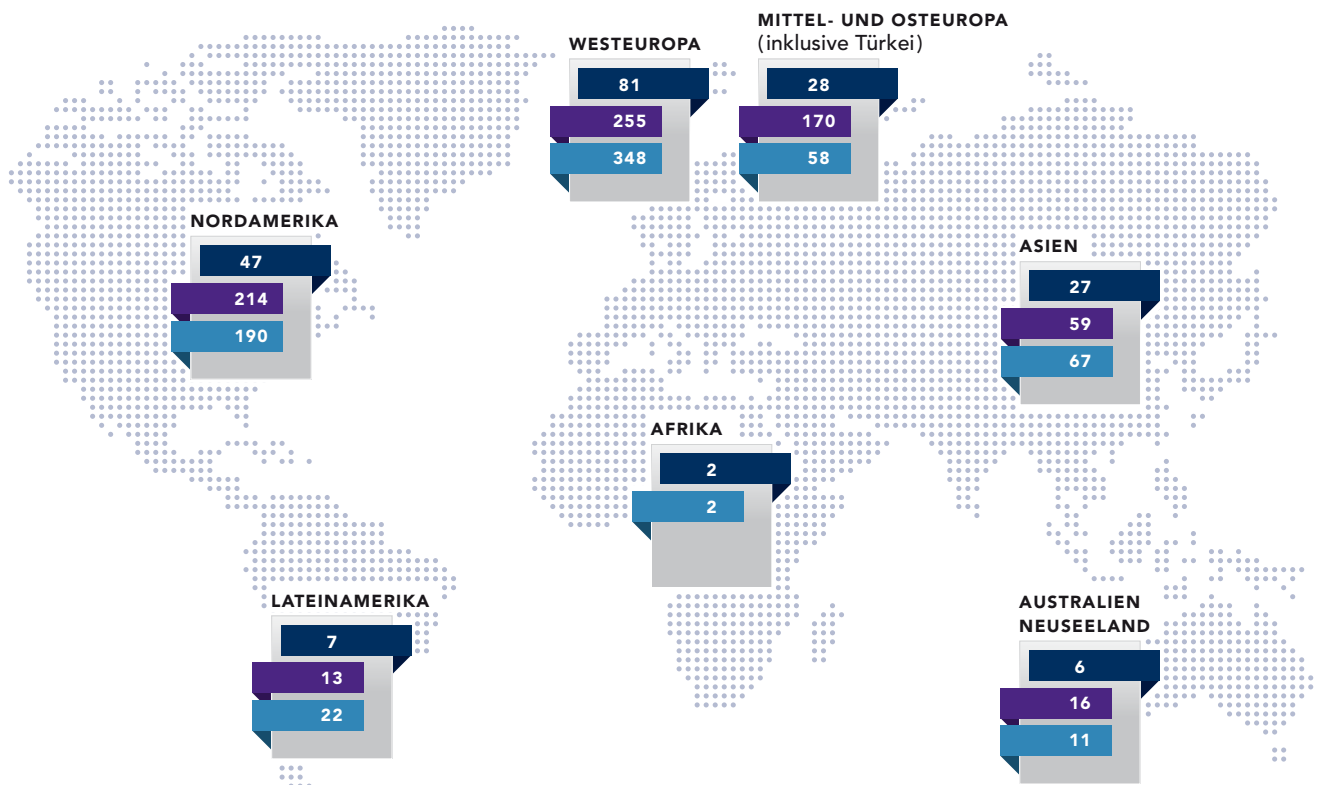 MITTEL- UND OSTEUROPA
(inklusive Türkei)
28
170
58
WESTEUROPA
81
255
348
NORDAMERIKA
47
214
190
ASIEN
27
59
67
AFRIKA
2
2
LATEINAMERIKA
7
13
22
AUSTRALIEN
NEUSEELAND
6
16
11